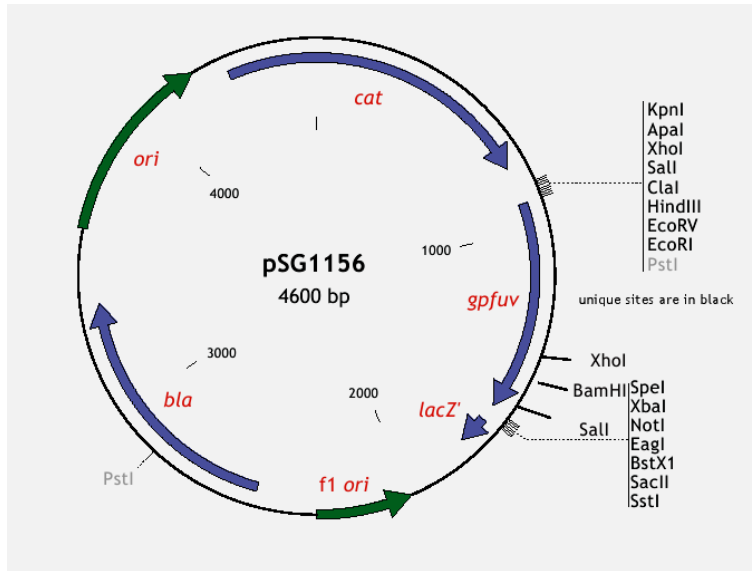 cat
ori
4000
KpnI
ApaI
XhoI
SalI
ClaI
HindIII
EcoRV
EcoRI
PstI
1000
pSG1156
4600 bp
gpfuv
unique sites are in black
3000
XhoI
2000
BamHI
SpeI
XbaI
NotI
EagI
BstX1
SacII
SstI
bla
lacZ'
SalI
PstI
f1 ori